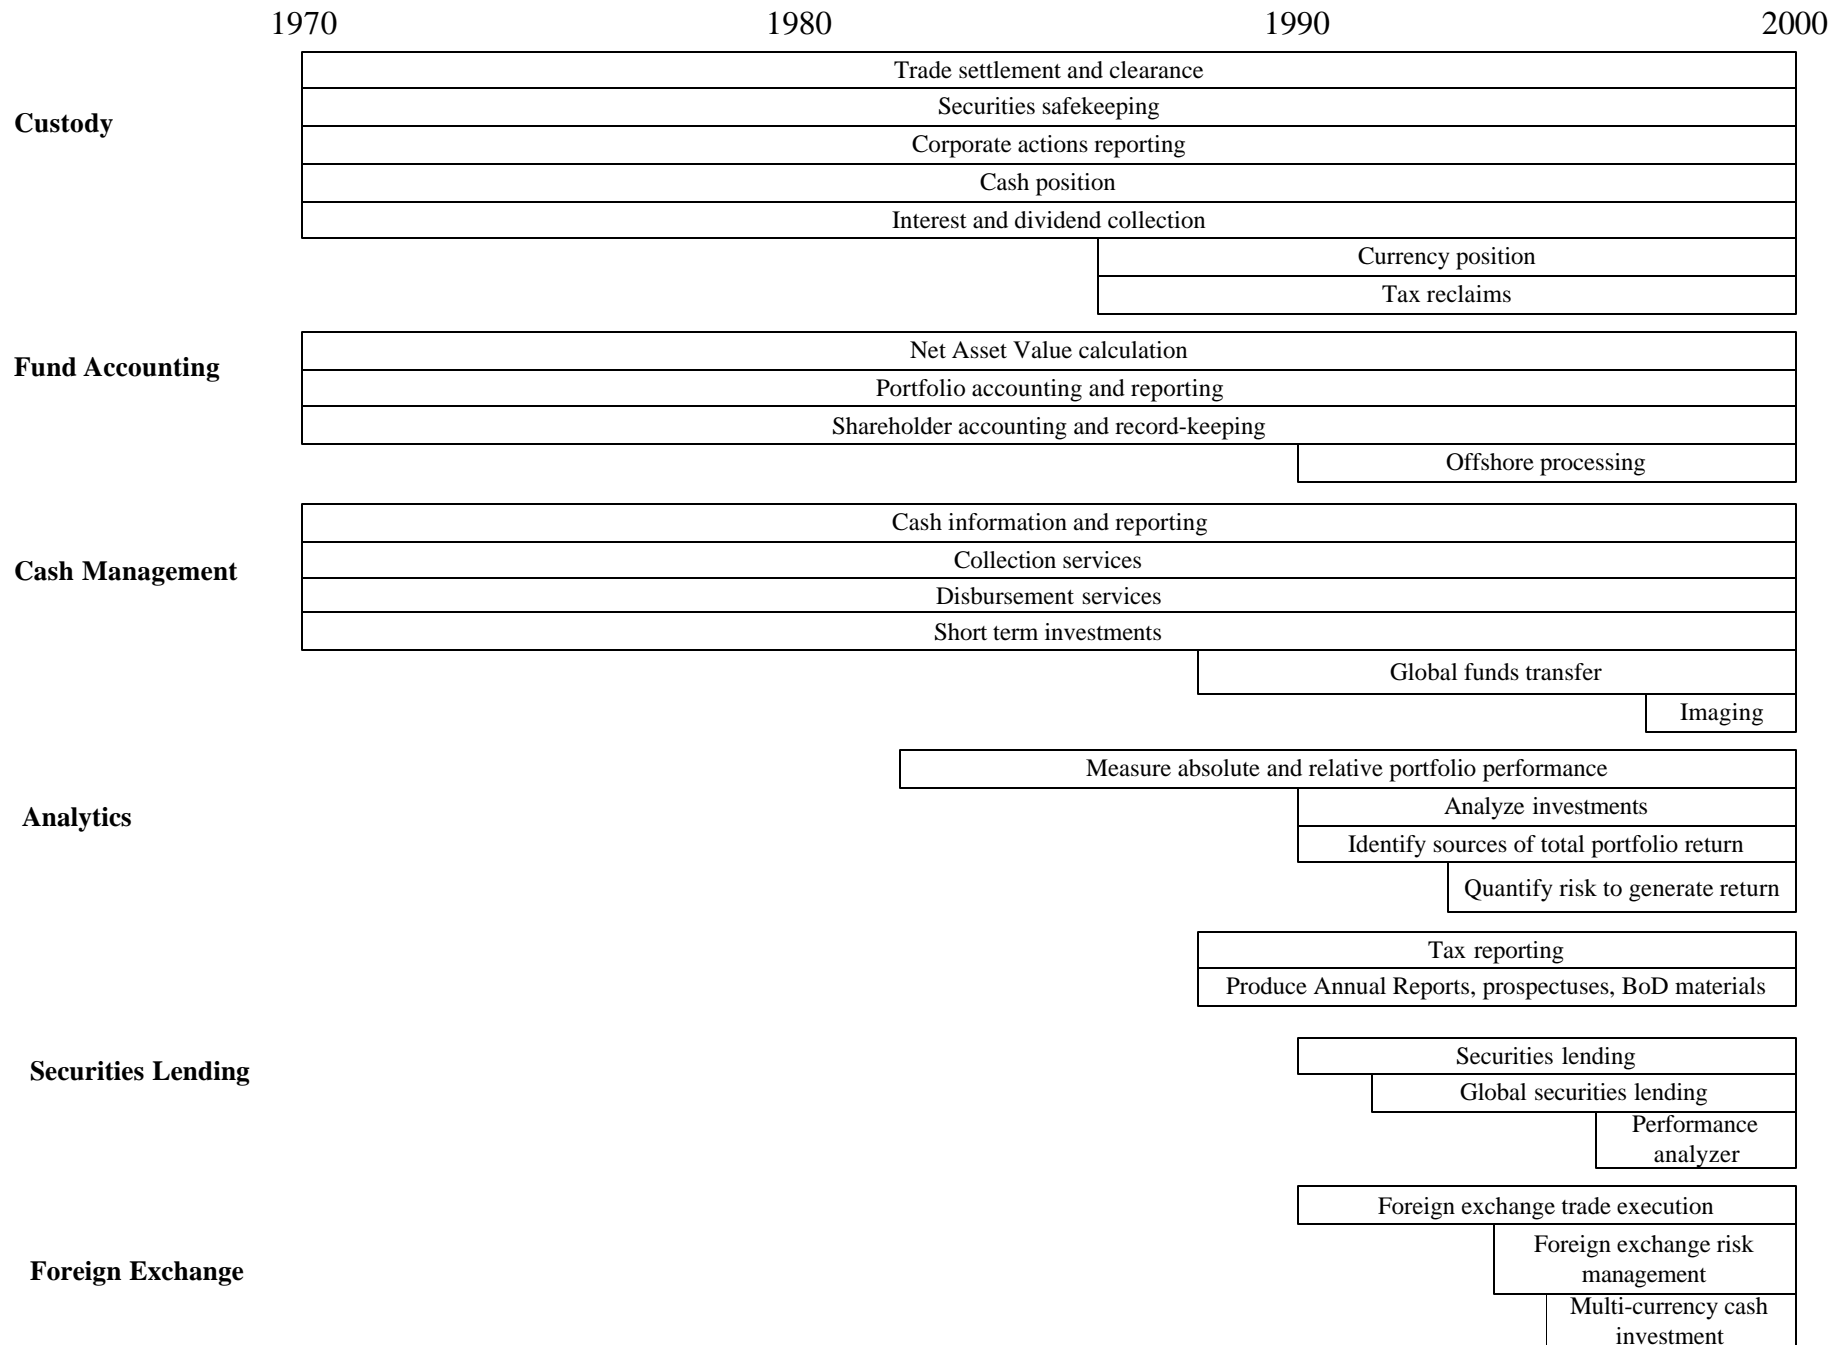 1970 1980 1990 2000
Trade settlement and clearance
Securities safekeeping
Custody
Corporate actions reporting
Cash position
Interest and dividend collection
Currency position
Tax reclaims
Net Asset Value calculation
Fund Accounting
Portfolio accounting and reporting
Shareholder accounting and record-keeping
Offshore processing
Cash information and reporting
Collection services
Cash Management
Disbursement services
Short term investments
Global funds transfer
Imaging
Measure absolute and relative portfolio performance
Analyze investments
Analytics
Identify sources of total portfolio return
Quantify risk to generate return
Tax reporting
Produce Annual Reports, prospectuses, BoD materials
Securities lending
Securities Lending
Global securities lending
Performance
analyzer
Foreign exchange trade execution
Foreign exchange risk
management
Foreign Exchange
Multi-currency cash
investment